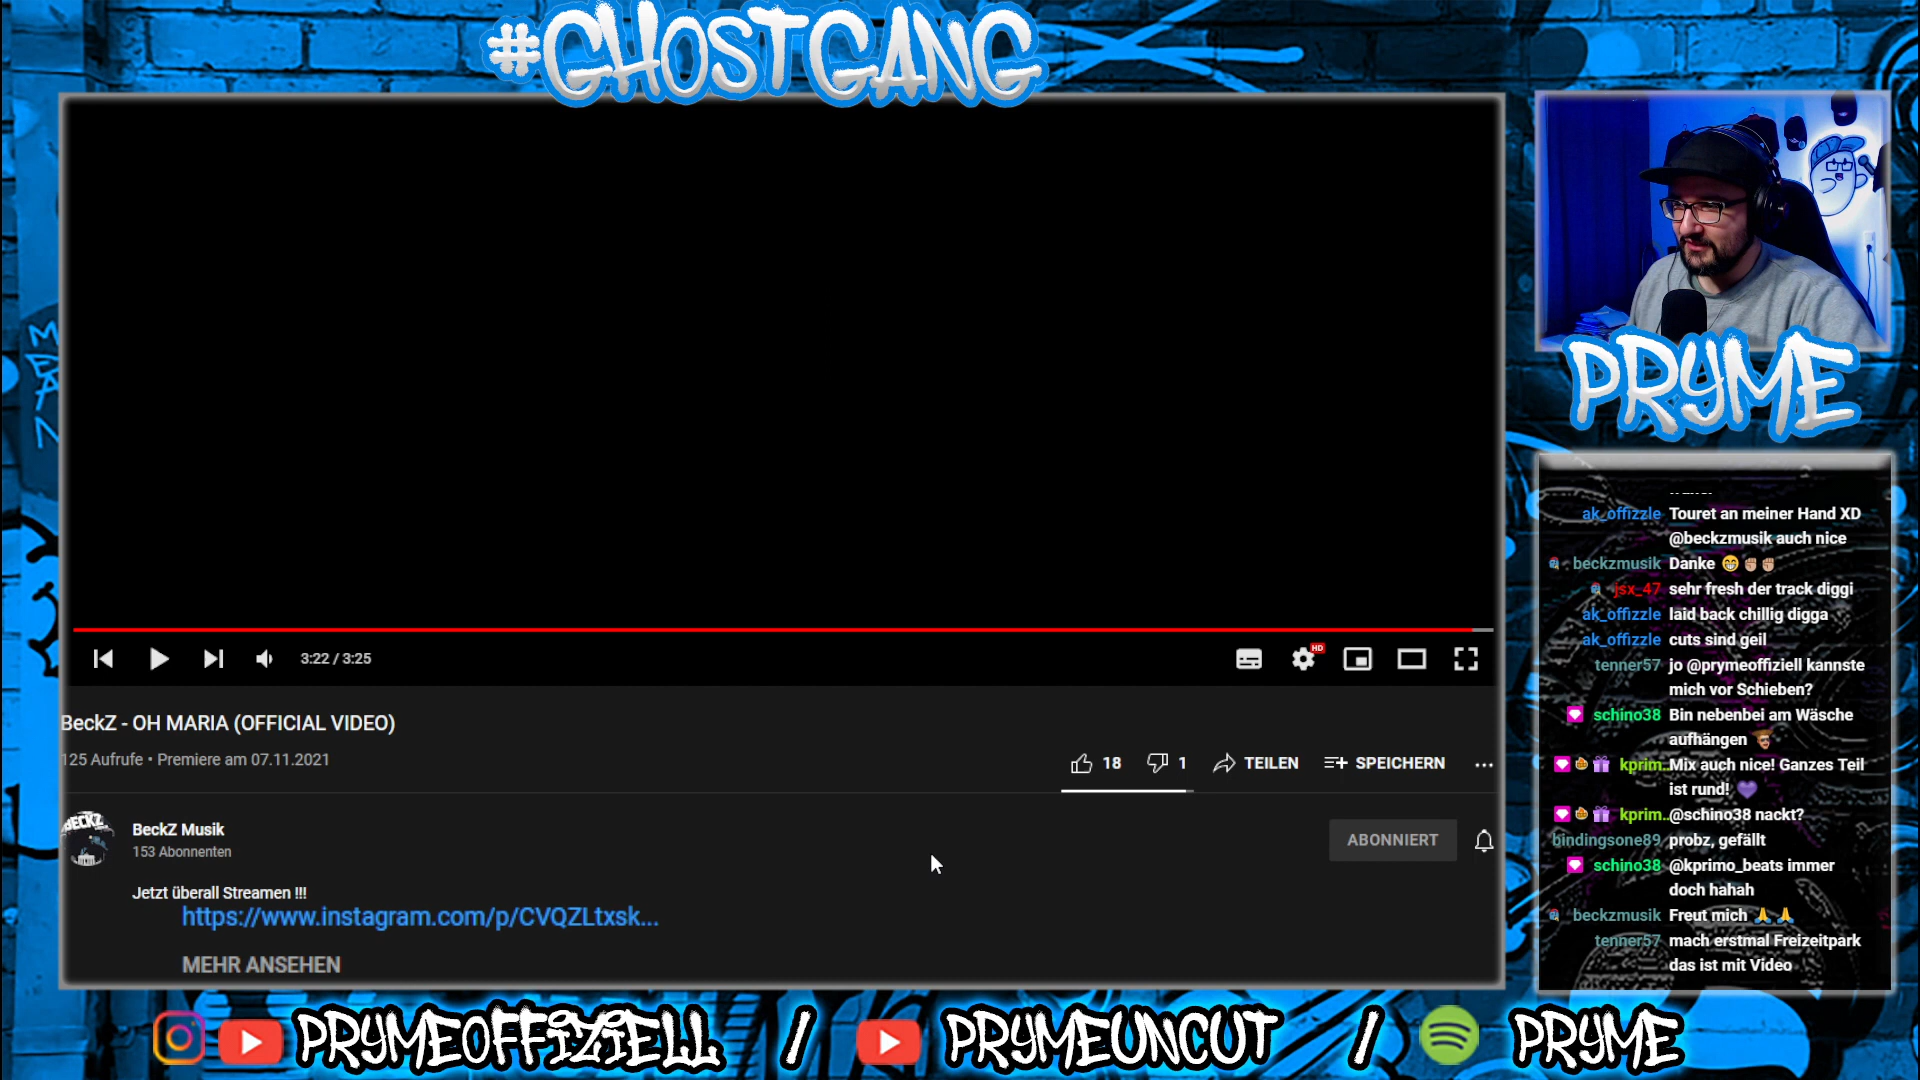 #GHOSTGANG
3:22 / 3:25
HD
BeckZ - OH MARIA (OFFICIAL VIDEO)
125 Aufrufe • Premiere am 07.11.2021
18
1
TEILEN
SPEICHERN
BECKZ
BeckZ Musik
153 Abonnenten
ABONNIERT
Jetzt überall Streamen !!!
https://www.instagram.com/p/CVQZLtxsk...
MEHR ANSEHEN
PRYME
ak_offizzle Touret an meiner Hand XD
@beckzmusik auch nice
beckzmusik Danke 😁✊🏽✊🏽
jsx_47 sehr fresh der track diggi
ak_offizzle laid back chillig digga
ak_offizzle cuts sind geil
tenner57 jo @prymeoffiziell kannste
mich vor Schieben?
schino38 Bin nebenbei am Wäsche
aufhängen
kprim.. Mix auch nice! Ganzes Teil
ist rund! 💜
kprim.. @schino38 nackt?
bindingsone89 probz, gefällt
schino38 @kprimo_beats immer
doch hahah
beckzmusik Freut mich 🙏🙏
tenner57 mach erstmal Freizeitpark
das ist mit Video
PRYMEOFFIZIELL / PRYMEUNCUT / PRYME